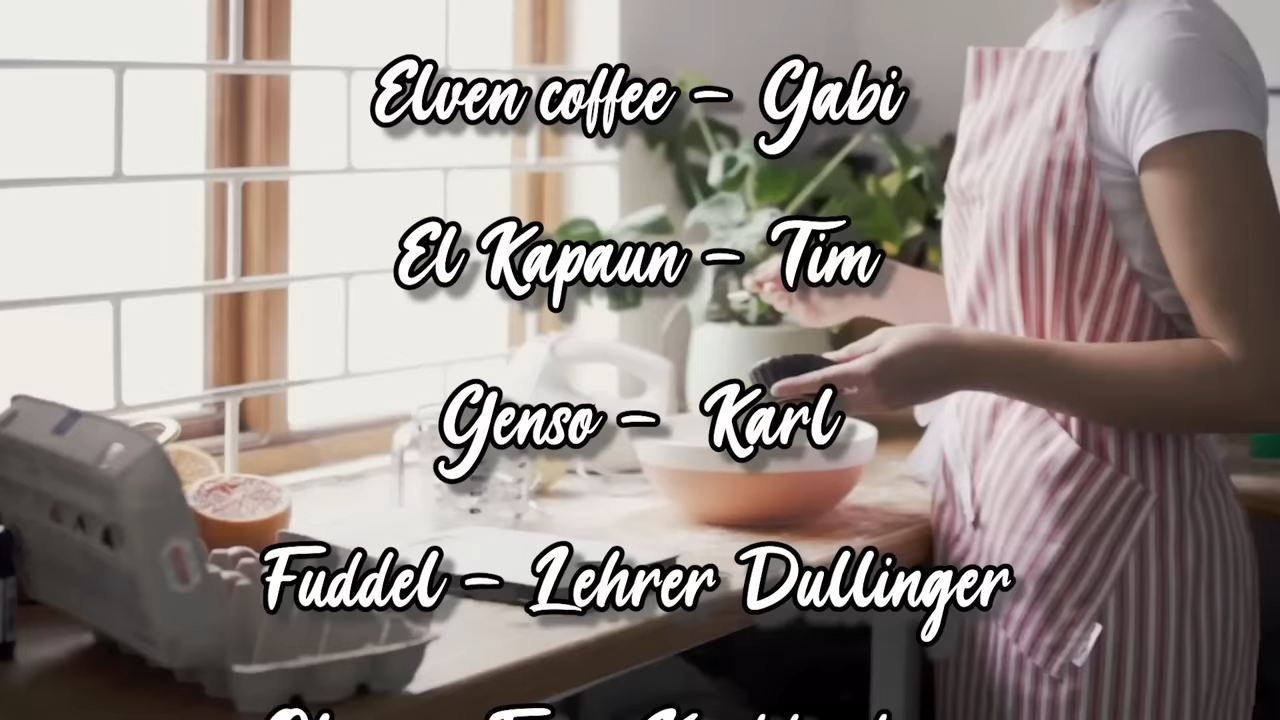 Elven coffee – Gabi
El Kapaun – Tim
Genso – Karl
Fuddel – Lehrer Dullinger